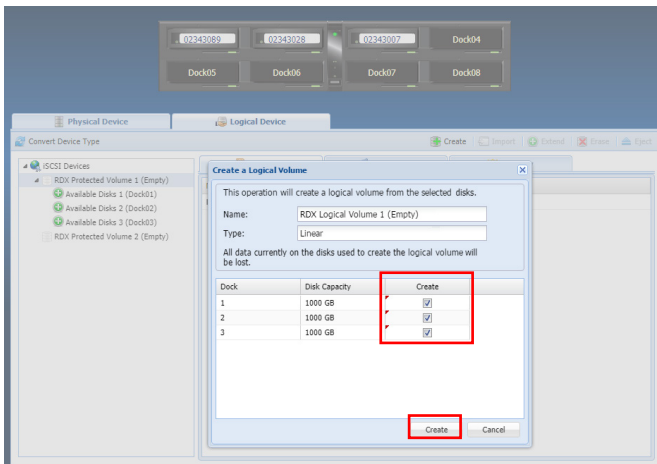 02343089 02343028 02343007 Dock04
Dock05 Dock06 Dock07 Dock08
Physical Device Logical Device
Convert Device Type Create Import Extend Erase Eject
iSCSI Devices
RDX Protected Volume 1 (Empty)
Available Disks 1 (Dock01)
Available Disks 2 (Dock02)
Available Disks 3 (Dock03)
RDX Protected Volume 2 (Empty)
Create a Logical Volume
This operation will create a logical volume from the selected disks.
Name: RDX Logical Volume 1 (Empty)
Type: Linear
All data currently on the disks used to create the logical volume will
be lost.
Dock Disk Capacity Create
1 1000 GB
2 1000 GB
3 1000 GB
Create Cancel